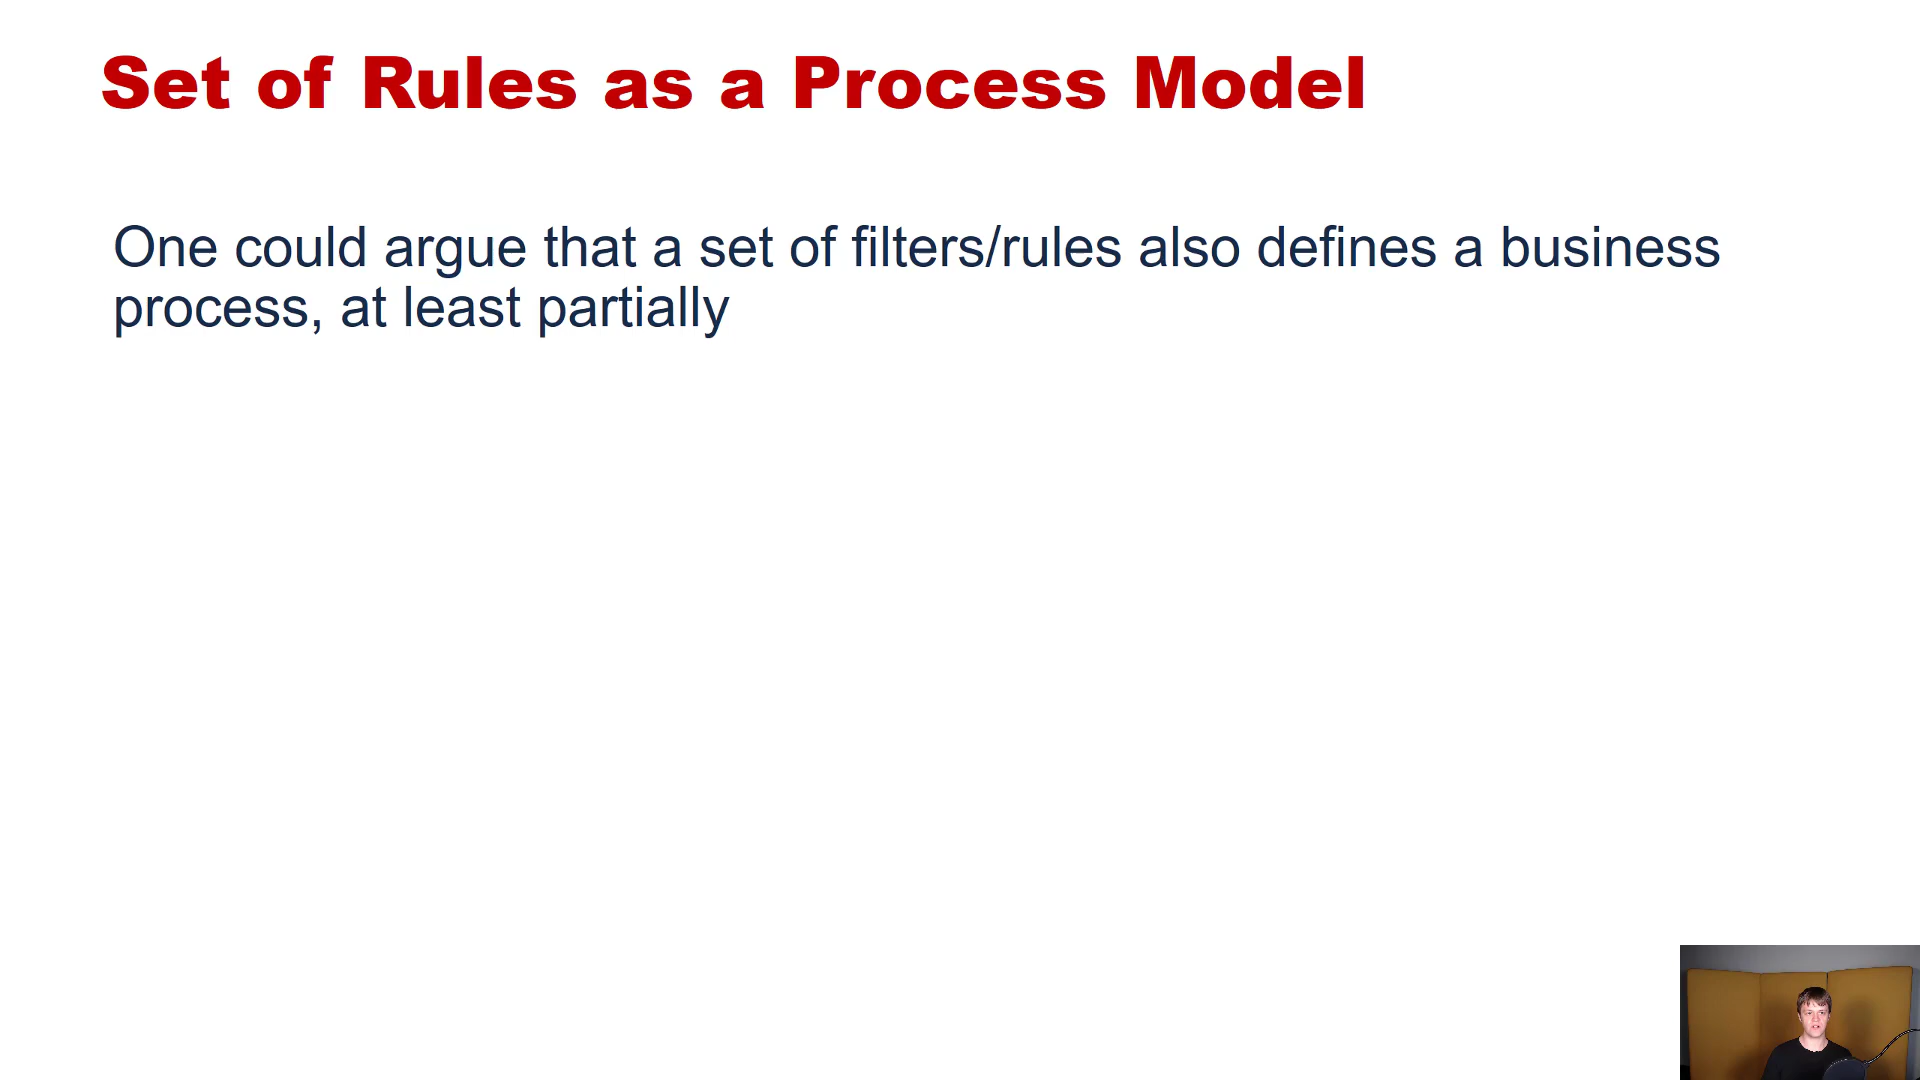 Set of Rules as a Process Model
One could argue that a set of filters/rules also defines a business
process, at least partially